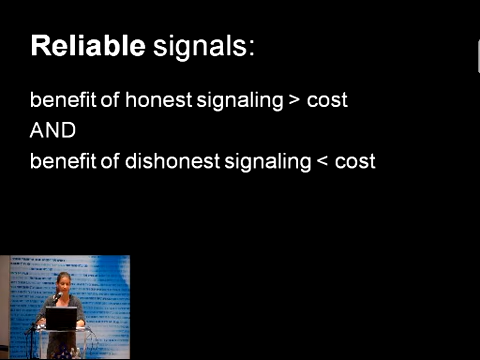 Reliable signals:
benefit of honest signaling > cost
AND
benefit of dishonest signaling < cost